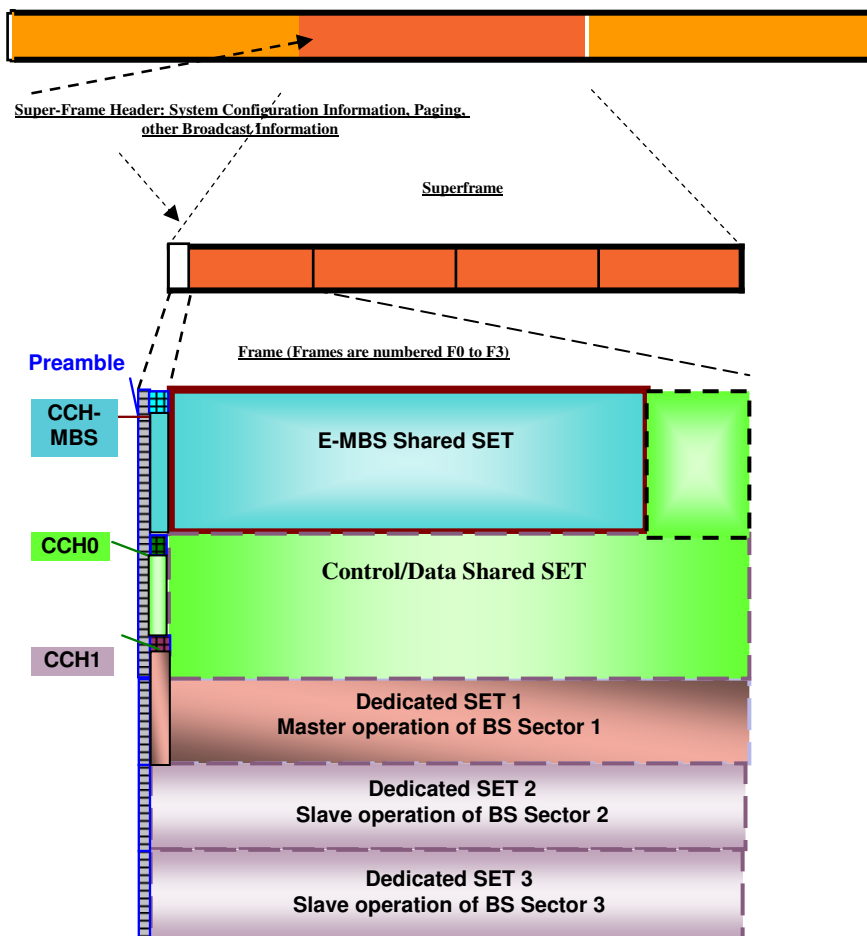 Super-Frame Header: System Configuration Information, Paging,
other Broadcast Information
Superframe
Frame (Frames are numbered F0 to F3)
Preamble
CCH-
MBS
E-MBS Shared SET
CCH0
Control/Data Shared SET
CCH1
Dedicated SET 1
Master operation of BS Sector 1
Dedicated SET 2
Slave operation of BS Sector 2
Dedicated SET 3
Slave operation of BS Sector 3